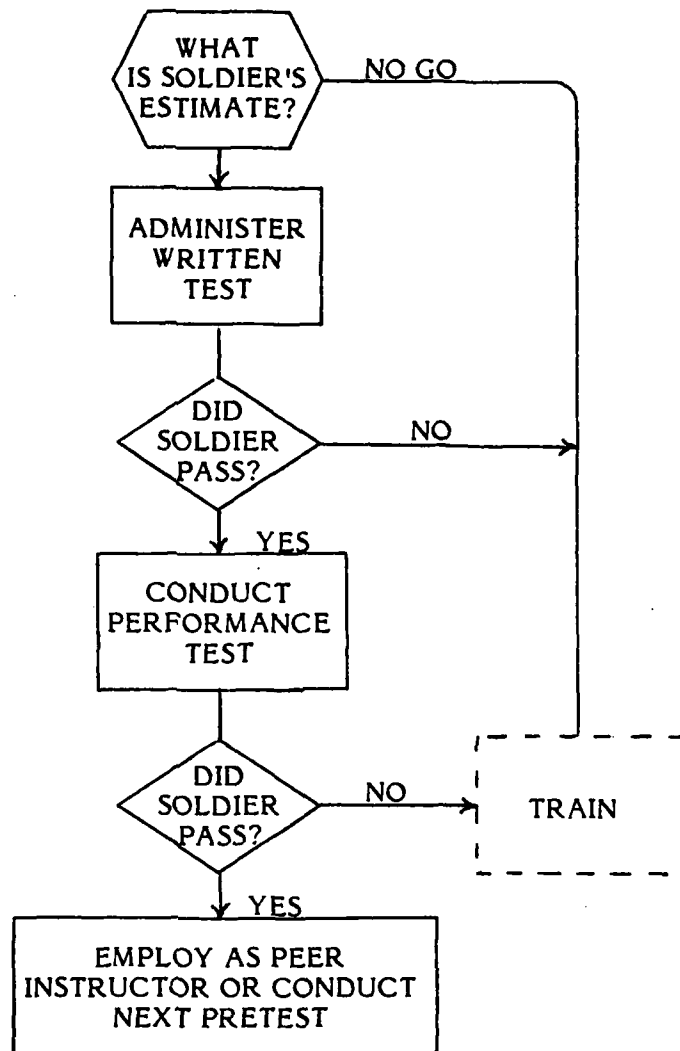 WHAT
IS SOLDIER'S
ESTIMATE?
NO GO
ADMINISTER
WRITTEN
TEST
DID
SOLDIER
PASS?
NO
YES
CONDUCT
PERFORMANCE
TEST
DID
SOLDIER
PASS?
NO
TRAIN
YES
EMPLOY AS PEER
INSTRUCTOR OR CONDUCT
NEXT PRETEST